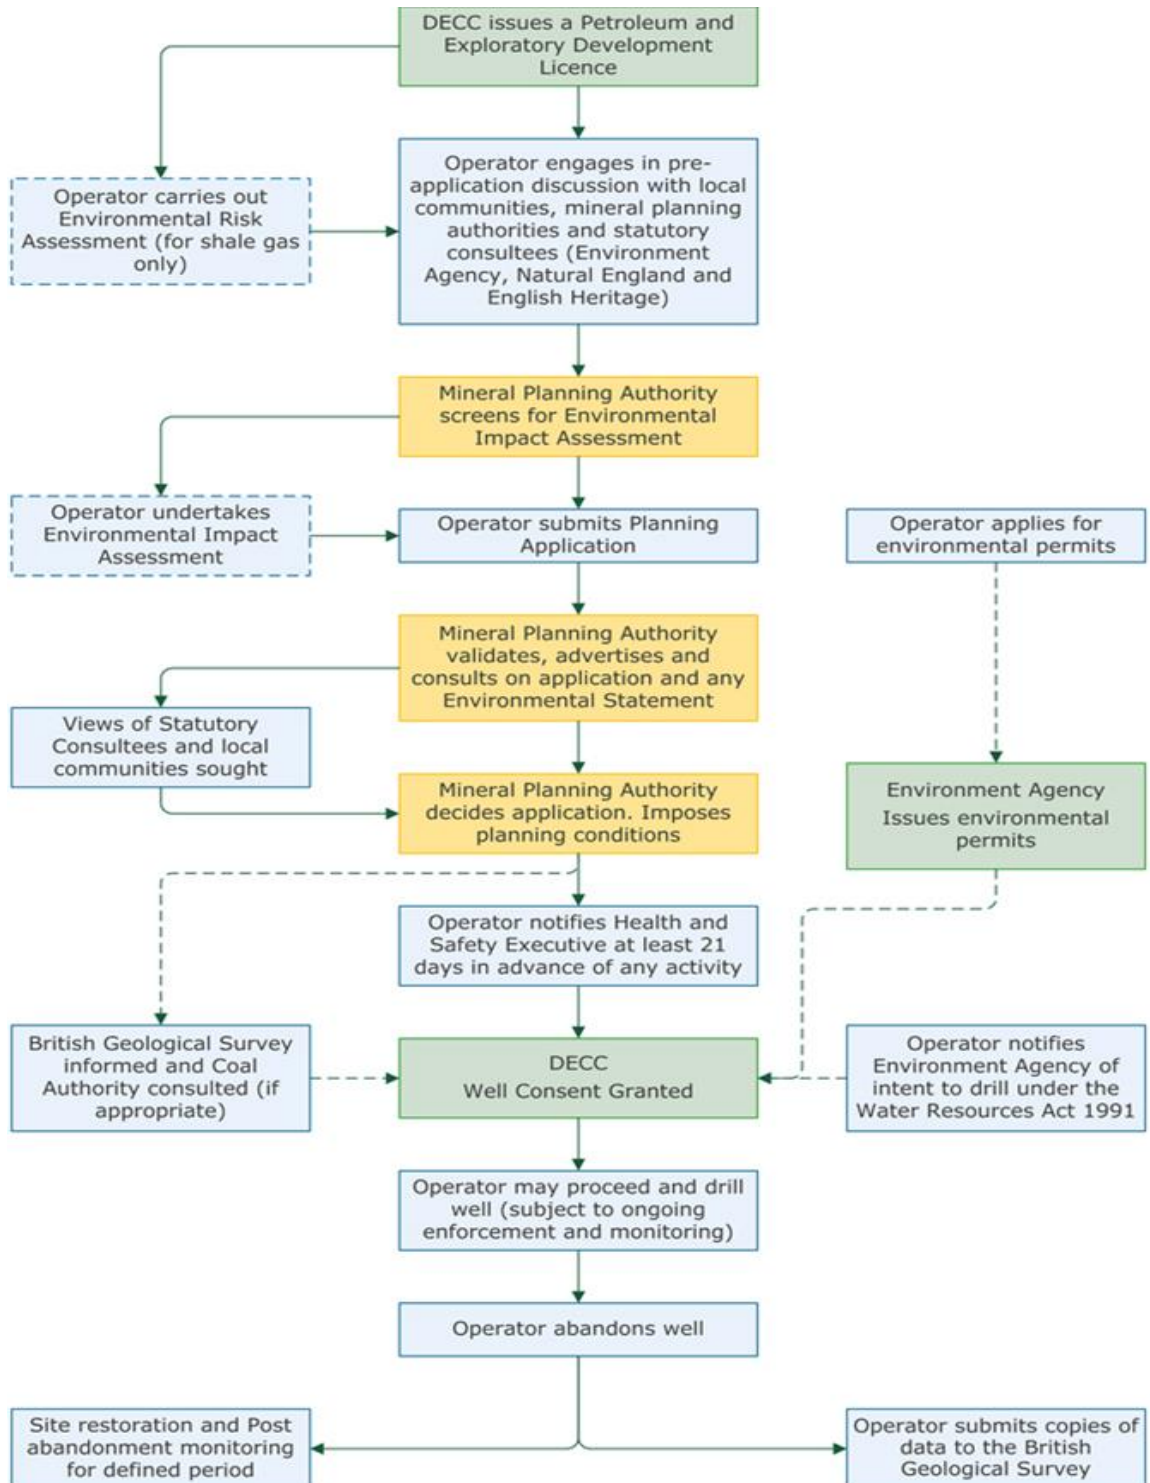 DECC issues a Petroleum and
Exploratory Development
Licence
Operator carries out
Environmental Risk
Assessment (for shale gas
only)
Operator engages in pre-
application discussion with local
communities, mineral planning
authorities and statutory
consultees (Environment
Agency, Natural England and
English Heritage)
Mineral Planning Authority
screens for Environmental
Impact Assessment
Operator undertakes
Environmental Impact
Assessment
Operator submits Planning
Application
Operator applies for
environmental permits
Mineral Planning Authority
validates, advertises and
consults on application and any
Environmental Statement
Views of Statutory
Consultees and local
communities sought
Mineral Planning Authority
decides application. Imposes
planning conditions
Environment Agency
Issues environmental
permits
Operator notifies Health and
Safety Executive at least 21
days in advance of any activity
British Geological Survey
informed and Coal
Authority consulted (if
appropriate)
DECC
Well Consent Granted
Operator notifies
Environment Agency of
intent to drill under the
Water Resources Act 1991
Operator may proceed and drill
well (subject to ongoing
enforcement and monitoring)
Operator abandons well
Site restoration and Post
abandonment monitoring
for defined period
Operator submits copies of
data to the British
Geological Survey